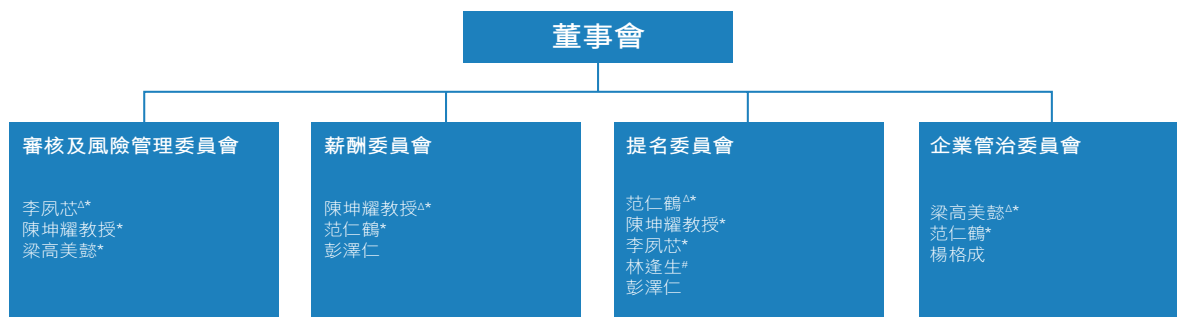 董事會
審核及風險管理委員會
李夙芯△*
陳坤耀教授*
梁高美懿*
薪酬委員會
陳坤耀教授△*
范仁鶴*
彭澤仁
提名委員會
范仁鶴△*
陳坤耀教授*
李夙芯*
林逢生#
彭澤仁
企業管治委員會
梁高美懿△*
范仁鶴*
楊格成